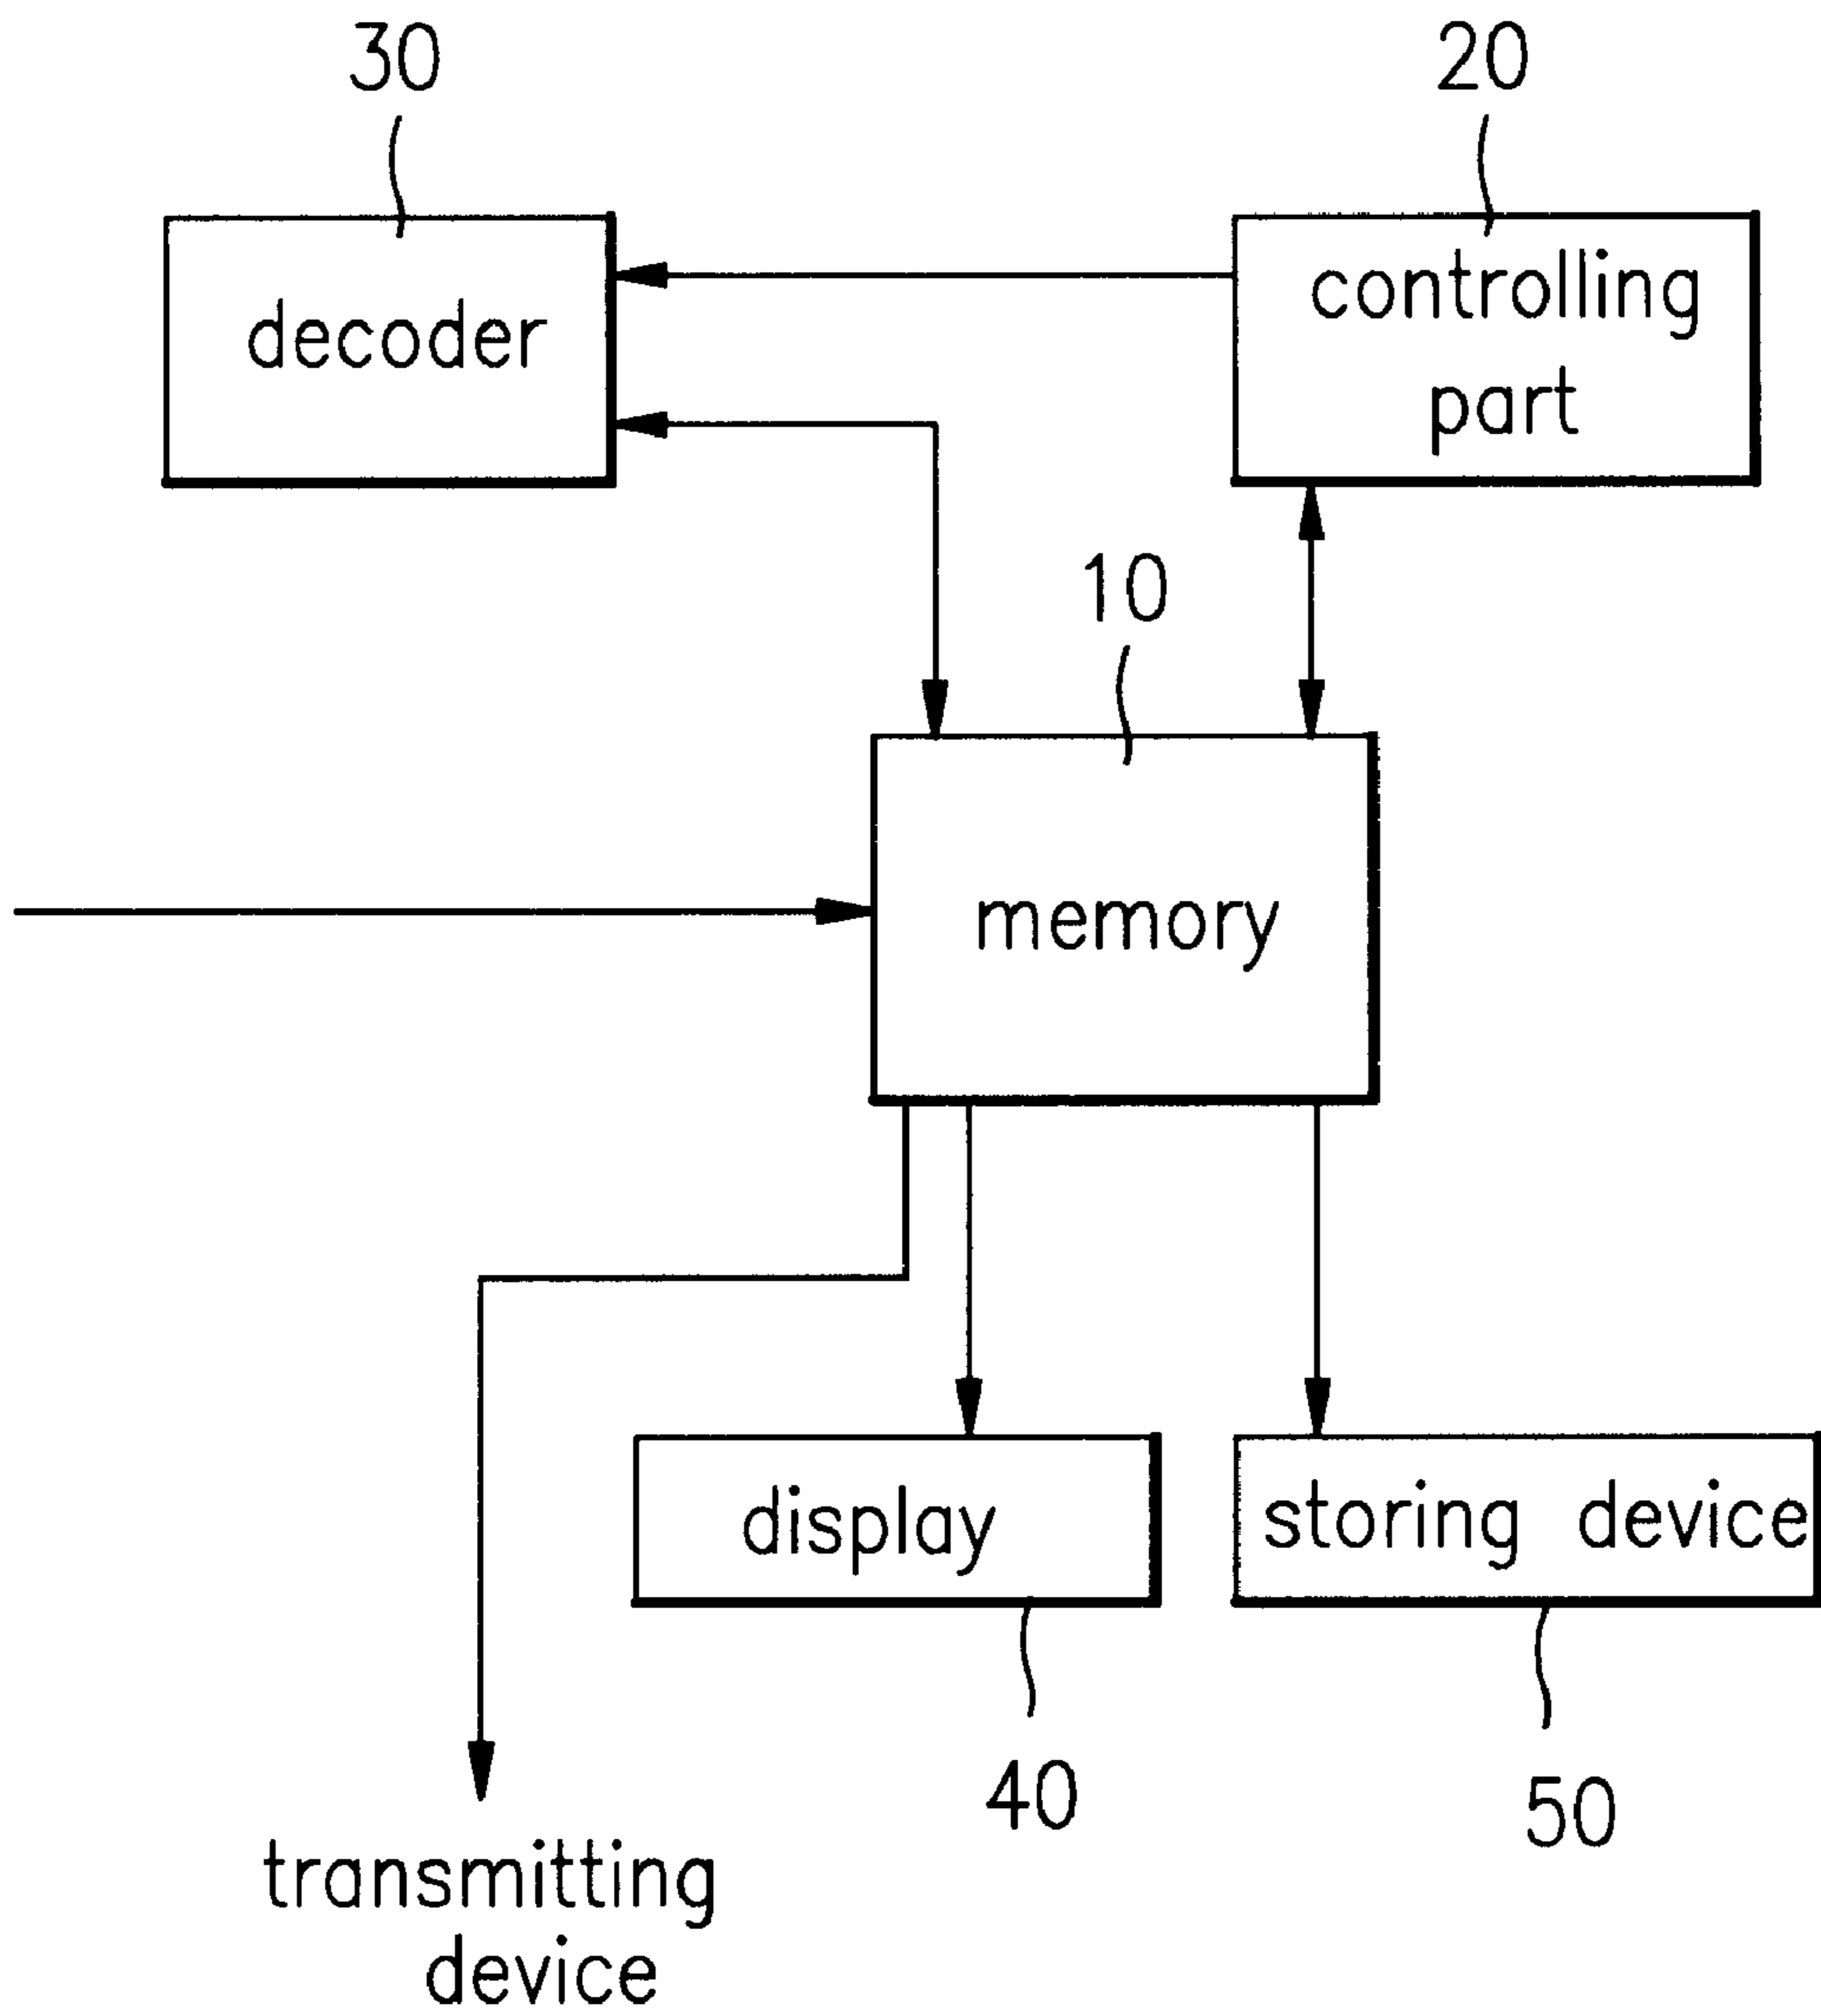 30
20
decoder
controlling
part
10
memory
display
storing device
40
50
transmitting
device